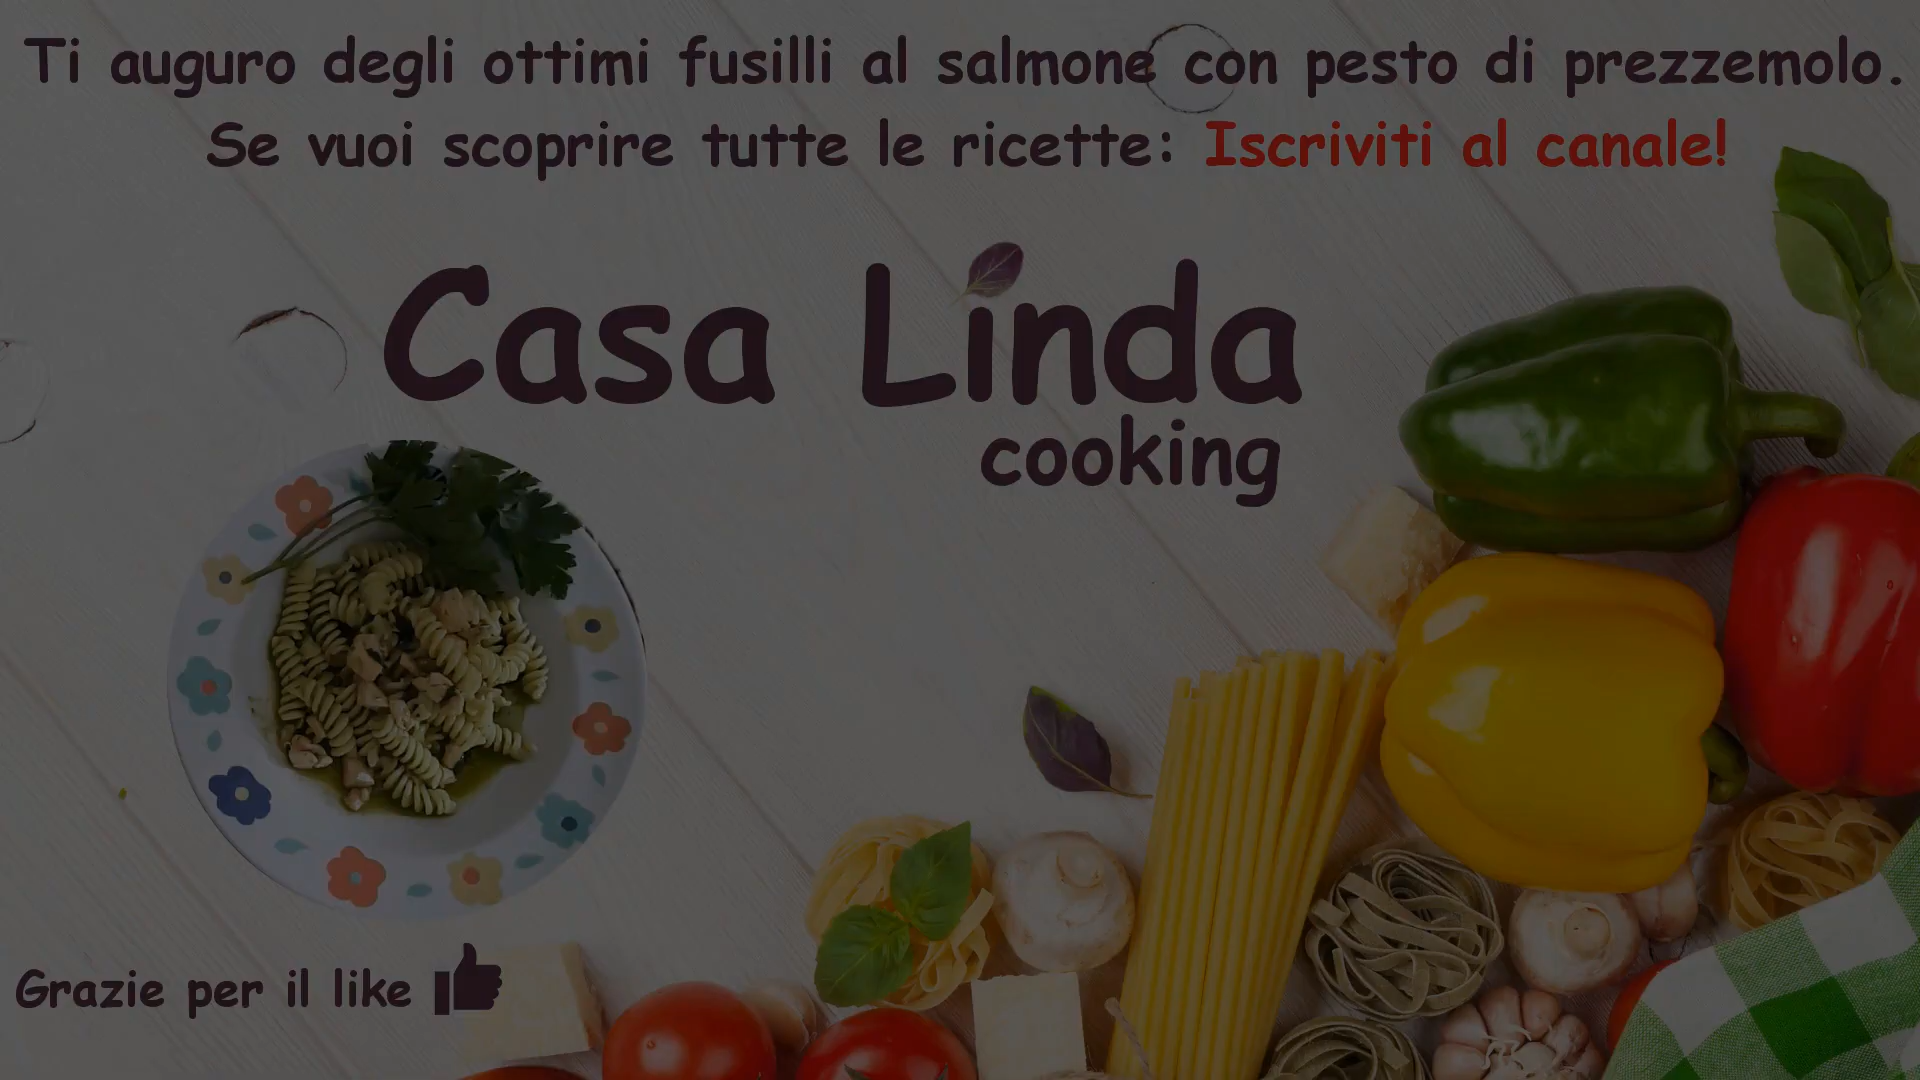 Ti auguro degli ottimi fusilli al salmone con pesto di prezzemolo.
Se vuoi scoprire tutte le ricette: Iscriviti al canale!
Casa Linda
cooking
Grazie per il like